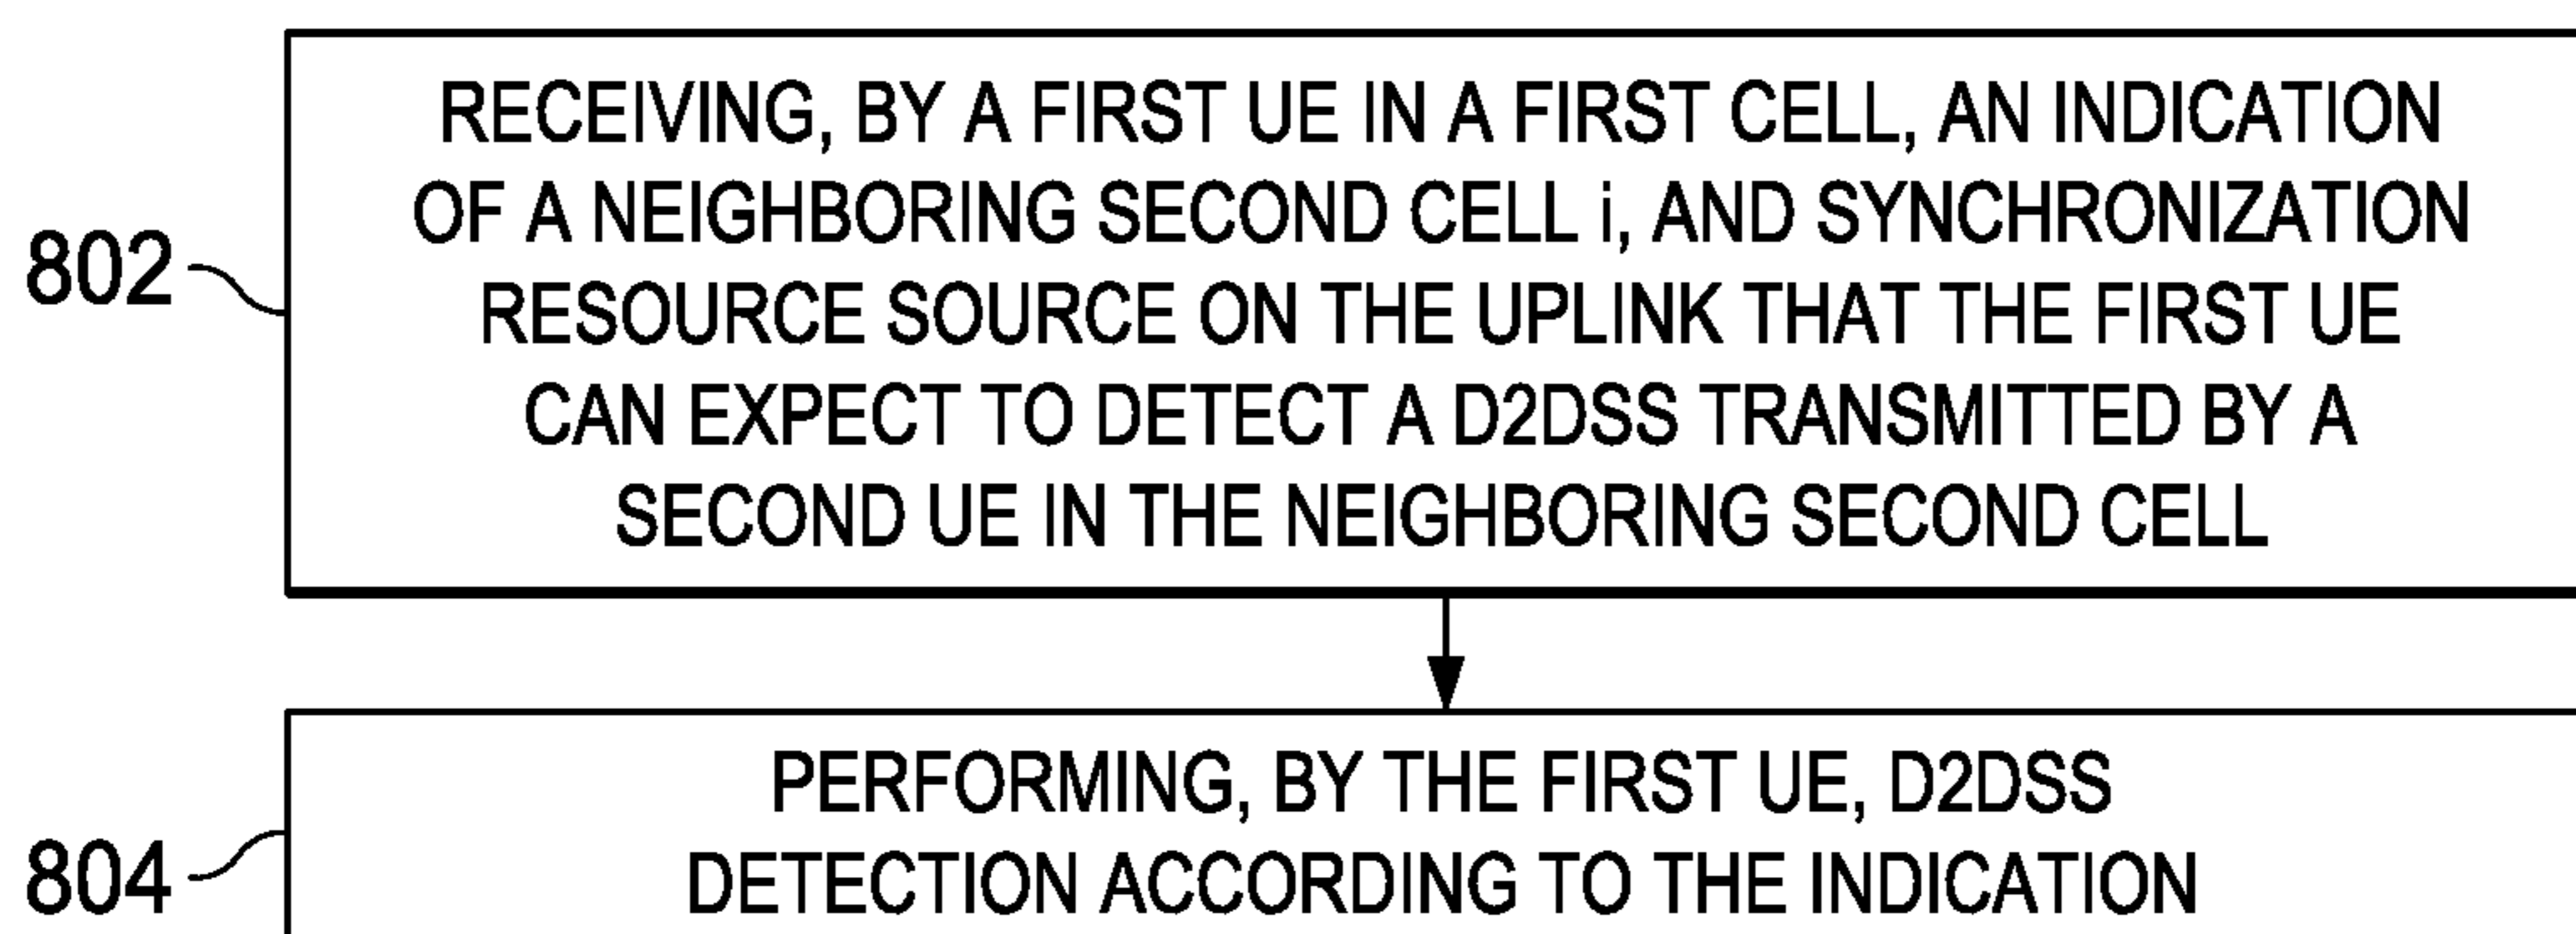 RECEIVING, BY A FIRST UE IN A FIRST CELL, AN INDICATION
OF A NEIGHBORING SECOND CELL i, AND SYNCHRONIZATION
802
RESOURCE SOURCE ON THE UPLINK THAT THE FIRST UE
CAN EXPECT TO DETECT A D2DSS TRANSMITTED BY A
SECOND UE IN THE NEIGHBORING SECOND CELL
PERFORMING, BY THE FIRST UE, D2DSS
804
DETECTION ACCORDING TO THE INDICATION